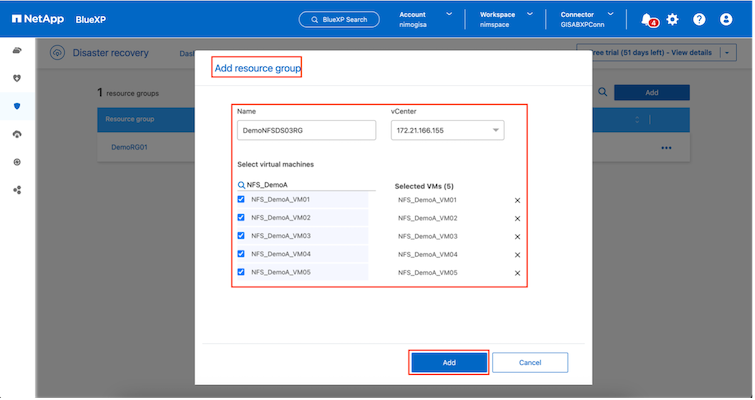 NetApp BlueXP
BlueXP Search
Account
nimogisa
Workspace
nimspace
Connector
GISABXPConn
4
Disaster recovery
Free trial (51 days left) - View details
1 resource groups
Add
Resource group
DemoRG01
Add resource group
Name
vCenter
DemoNFSDS03RG
172.21.166.155
Select virtual machines
NFS_DemoA
Selected VMs (5)
NFS_DemoA_VM01
NFS_DemoA_VM01
NFS_DemoA_VM02
NFS_DemoA_VM02
NFS_DemoA_VM03
NFS_DemoA_VM03
NFS_DemoA_VM04
NFS_DemoA_VM04
NFS_DemoA_VM05
NFS_DemoA_VM05
Add
Cancel